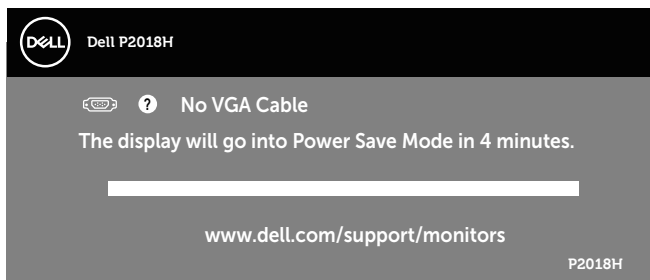 DELL Dell P2018H
? No VGA Cable
The display will go into Power Save Mode in 4 minutes.
www.dell.com/support/monitors
P2018H